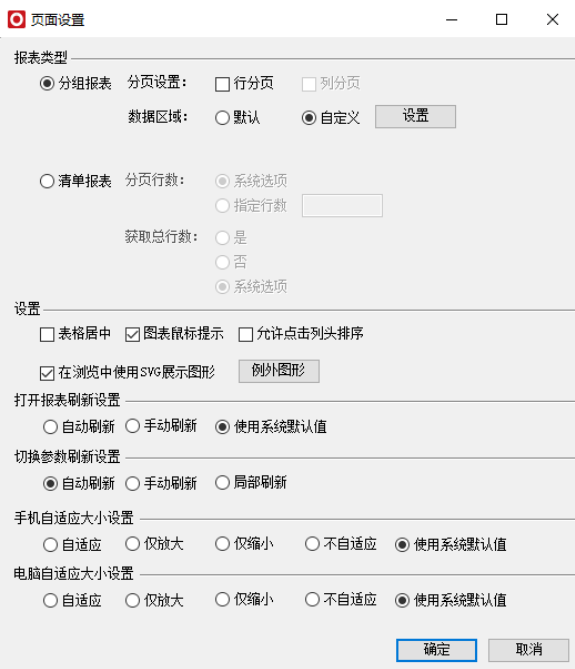 页面设置
报表类型
分组报表 分页设置： 行分页 列分页
数据区域： 默认 自定义 设置
清单报表 分页行数： 系统选项
指定行数
获取总行数： 是
否
系统选项
设置
表格居中 图表鼠标提示 允许点击列头排序
在浏览中使用SVG展示图形 例外图形
打开报表刷新设置
自动刷新 手动刷新 使用系统默认值
切换参数刷新设置
自动刷新 手动刷新 局部刷新
手机自适应大小设置
自适应 仅放大 仅缩小 不自适应 使用系统默认值
电脑自适应大小设置
自适应 仅放大 仅缩小 不自适应 使用系统默认值
确定 取消